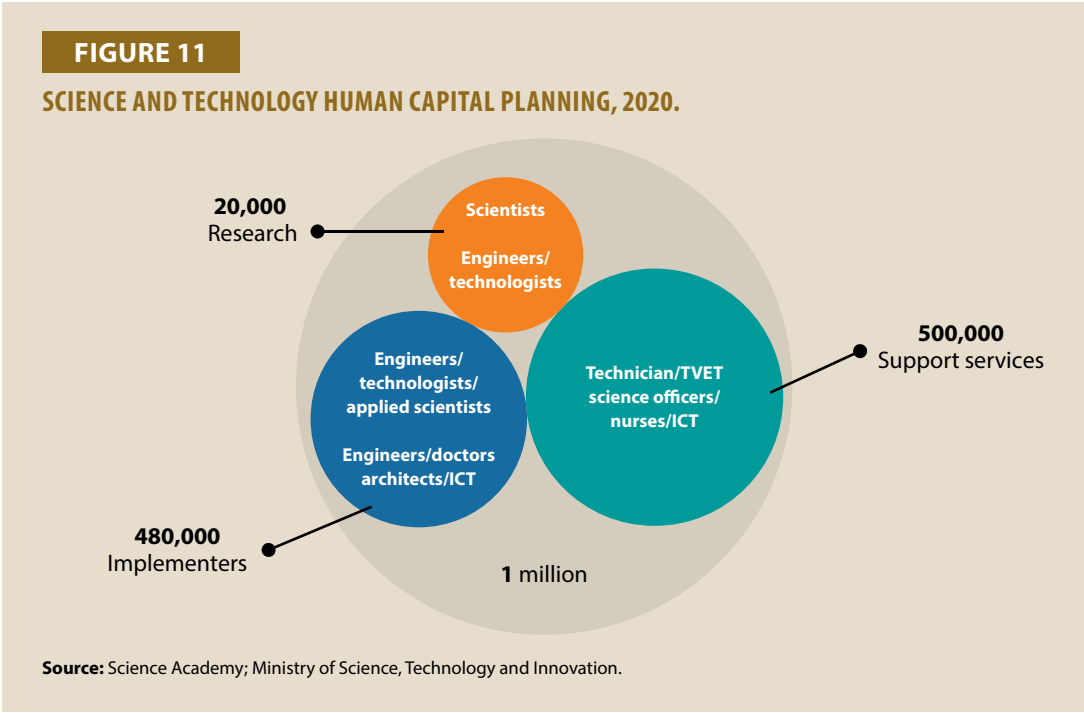 FIGURE 11
SCIENCE AND TECHNOLOGY HUMAN CAPITAL PLANNING, 2020.
20,000
Research
Scientists
Engineers/
technologists
Engineers/
technologists/
applied scientists
Engineers/doctors
architects/ICT
Technician/TVET
science officers/
nurses/ICT
500,000
Support services
480,000
Implementers
1 million
Source: Science Academy; Ministry of Science, Technology and Innovation.